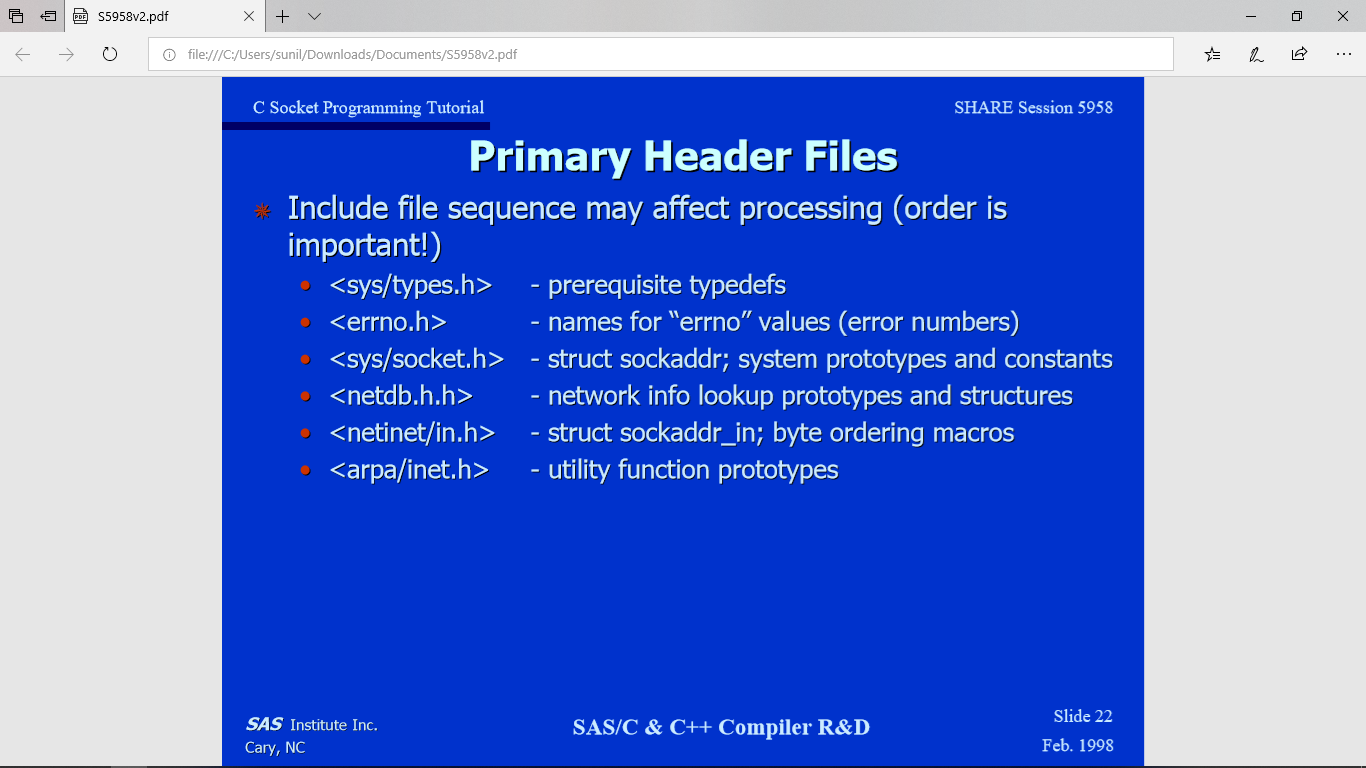 S5958v2.pdf
file:///C:/Users/sunil/Downloads/Documents/S5958v2.pdf
C Socket Programming Tutorial
SHARE Session 5958
Primary Header Files
Include file sequence may affect processing (order is
important!)
<sys/types.h> - prerequisite typedefs
<errno.h> - names for “errno” values (error numbers)
<sys/socket.h> - struct sockaddr; system prototypes and constants
<netdb.h.h> - network info lookup prototypes and structures
<netinet/in.h> - struct sockaddr_in; byte ordering macros
<arpa/inet.h> - utility function prototypes
SAS Institute Inc.
Cary, NC
SAS/C & C++ Compiler R&D
Slide 22
Feb. 1998